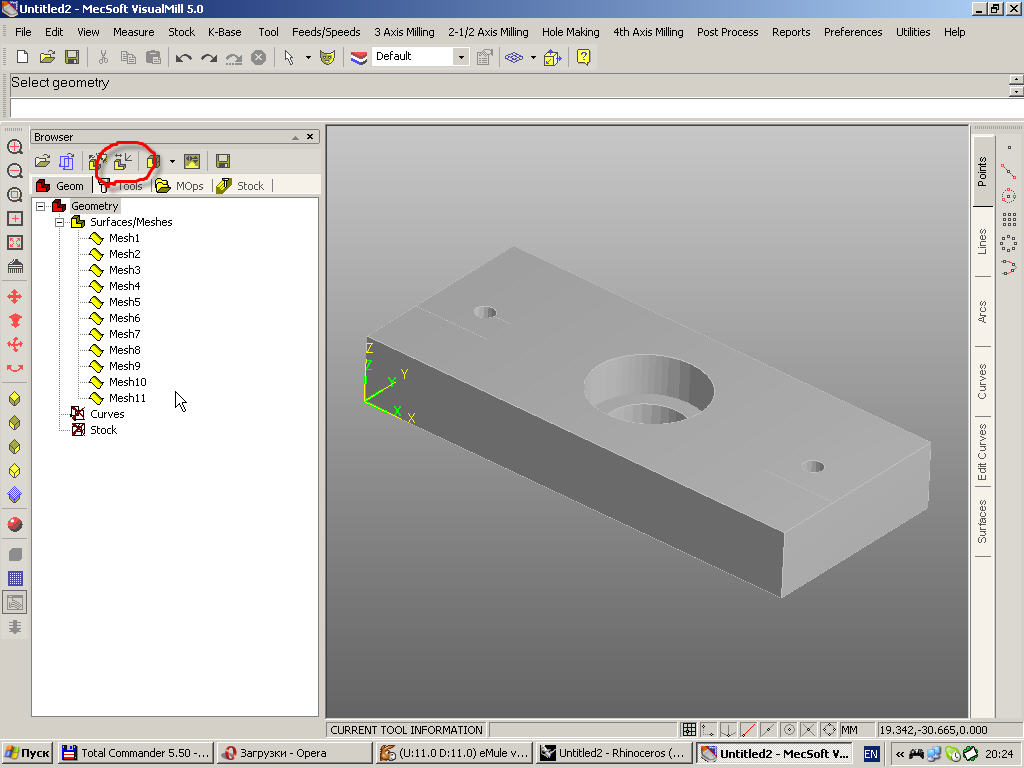 Untitled2 - MecSoft VisualMill 5.0
File Edit View Measure Stock K-Base Tool Feeds/Speeds 3 Axis Milling 2-1/2 Axis Milling Hole Making 4th Axis Milling Post Process Reports Preferences Utilities Help
Default
Select geometry
Browser
Geom Tools MOps Stock
Geometry
Surfaces/Meshes
Mesh1
Mesh2
Mesh3
Mesh4
Mesh5
Mesh6
Mesh7
Mesh8
Mesh9
Mesh10
Mesh11
Curves
Stock
Z
Z
Y
Y
X
X
Points
Lines
Arcs
Curves
Edit Curves
Surfaces
CURRENT TOOL INFORMATION MM 19.342,-30.665,0.000
Пуск Total Commander 5.50 -... Загрузки - Opera (U:11.0 D:11.0) eMule v... Untitled2 - Rhinoceros (... Untitled2 - MecSoft V... EN « 20:24